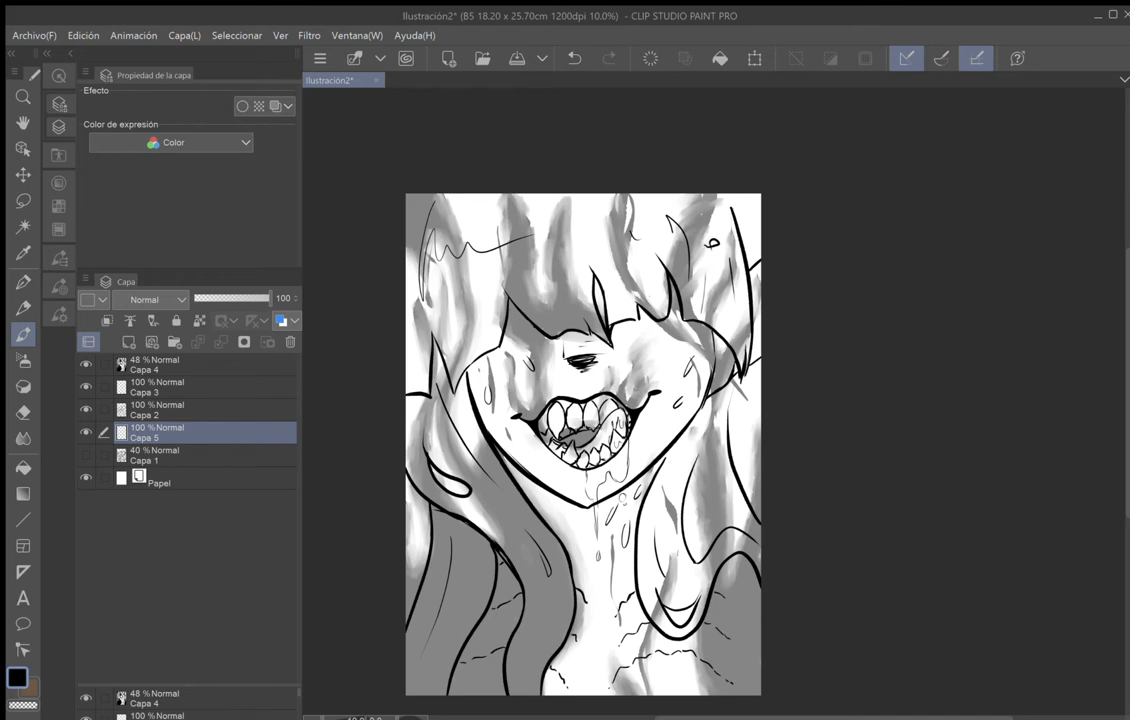 Ilustración2* (B5 18.20 x 25.70cm 1200dpi 10.0%) - CLIP STUDIO PAINT PRO
Archivo(F) Edición Animación Capa(L) Seleccionar Ver Filtro Ventana(W) Ayuda(H)
Propiedad de la capa
Ilustración2*
Efecto
Color de expresión
Color
Capa
Normal 100
48 %Normal
Capa 4
100 %Normal
Capa 3
100 %Normal
Capa 2
100 %Normal
Capa 5
40 %Normal
Capa 1
Papel
48 %Normal
Capa 4
100 %Normal